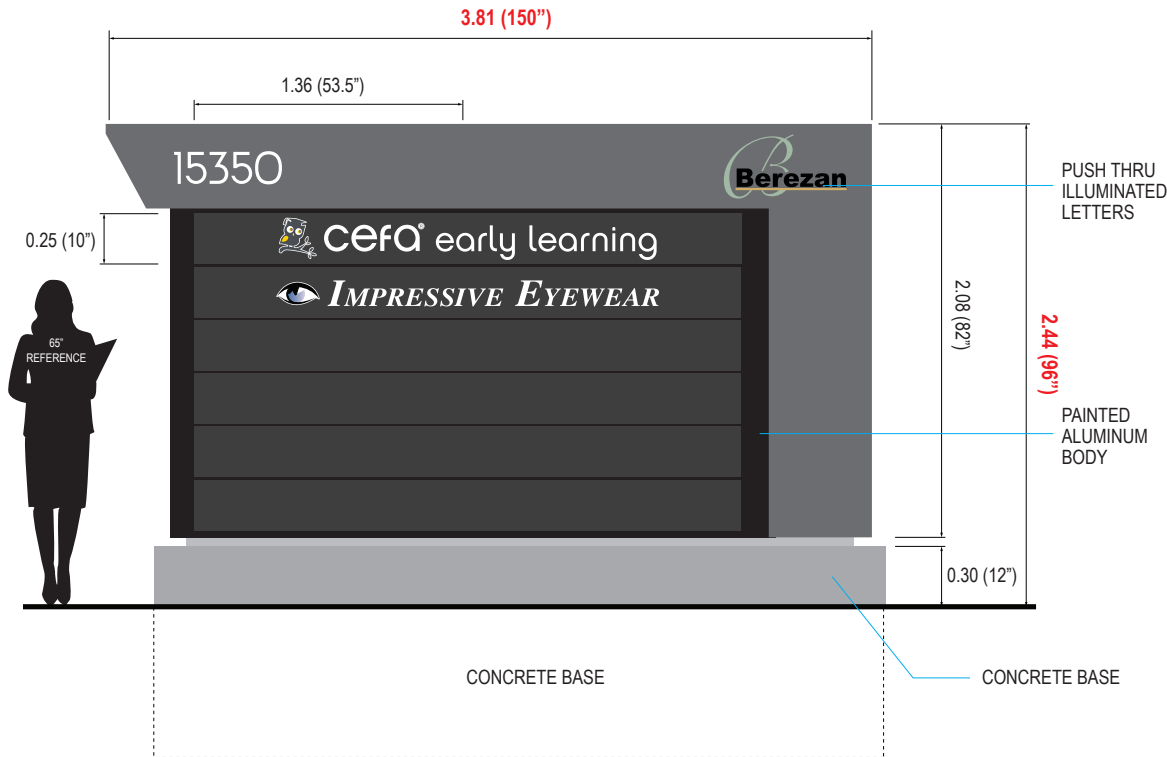 3.81 (150”)
1.36 (53.5”)
15350
B
Berezan
PUSH THRU
ILLUMINATED
LETTERS
0.25 (10”)
cefa® early learning
IMPRESSIVE EYEWEAR
2.08 (82”)
2.44 (96”)
65”
REFERENCE
PAINTED
ALUMINUM
BODY
0.30 (12”)
CONCRETE BASE
CONCRETE BASE